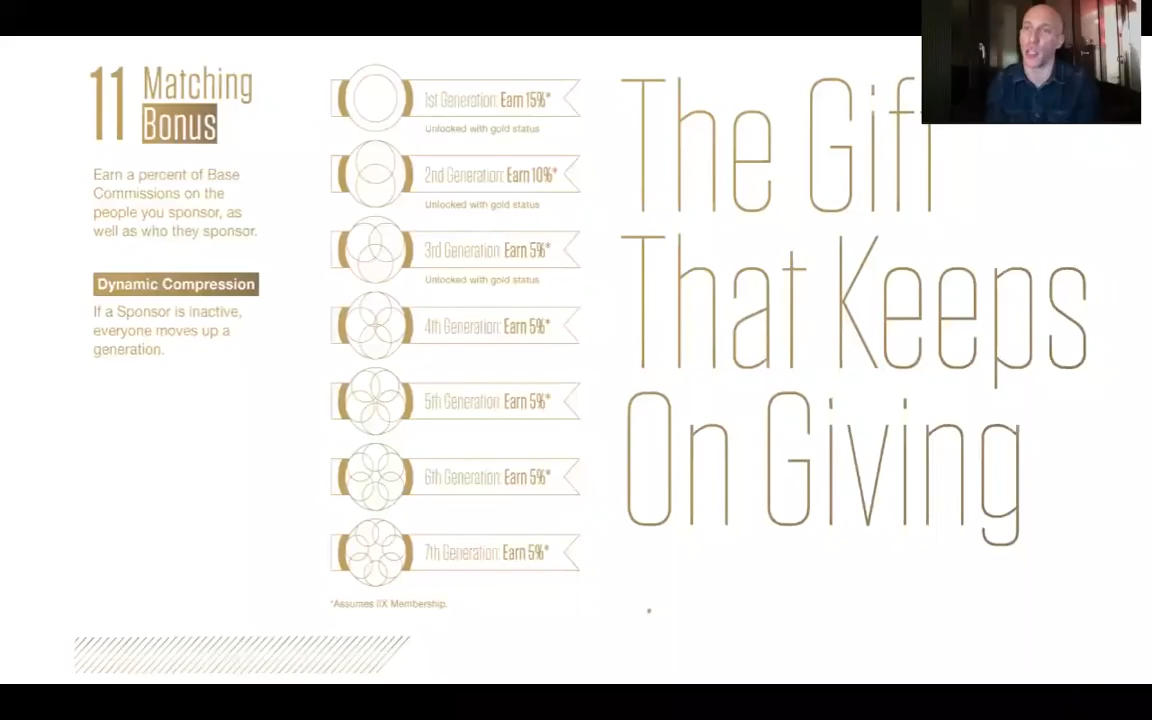 11 Matching
Bonus
Earn a percent of Base
Commissions on the
people you sponsor, as
well as who they sponsor.
Dynamic Compression
If a Sponsor is inactive,
everyone moves up a
generation.
1st Generation: Earn 15%*
Unlocked with gold status
2nd Generation: Earn 10%*
Unlocked with gold status
3rd Generation: Earn 5%*
Unlocked with gold status
4th Generation: Earn 5%*
5th Generation: Earn 5%*
6th Generation: Earn 5%*
7th Generation: Earn 5%*
*Assumes IIX Membership.
The Gift
That Keeps
On Giving